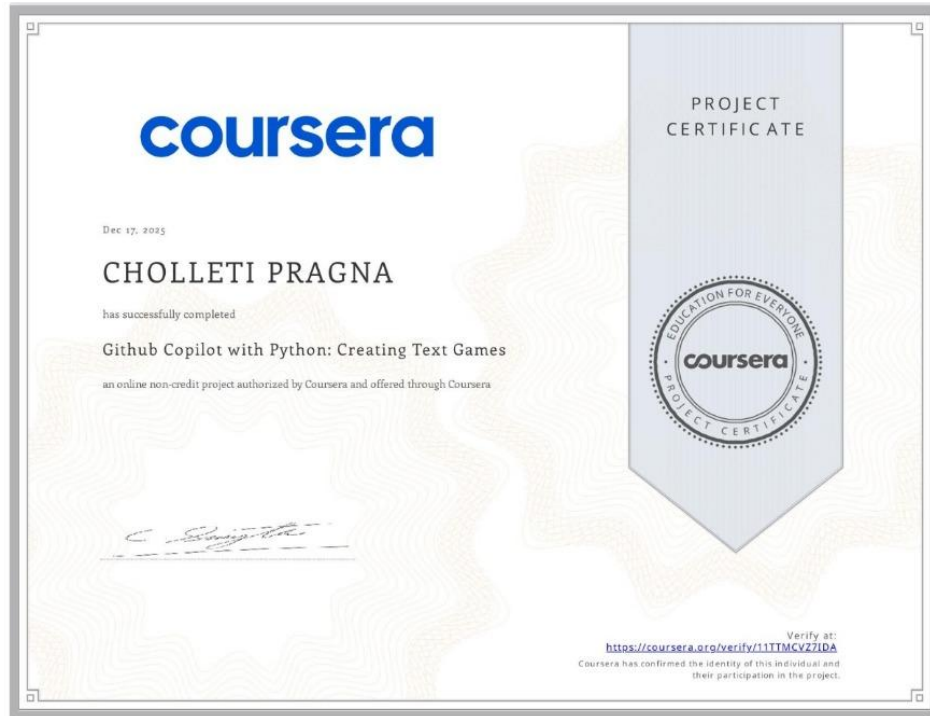 coursera
Dec 17, 2025
CHOLLETI PRAGNA
has successfully completed
Github Copilot with Python: Creating Text Games
an online non-credit project authorized by Coursera and offered through Coursera
PROJECT
CERTIFICATE
EDUCATION FOR EVERYONE
coursera
PROJECT CERTIFICATE
Verify at:
https://coursera.org/verify/11TTMCVZ7IDA
Coursera has confirmed the identity of this individual and
their participation in the project.